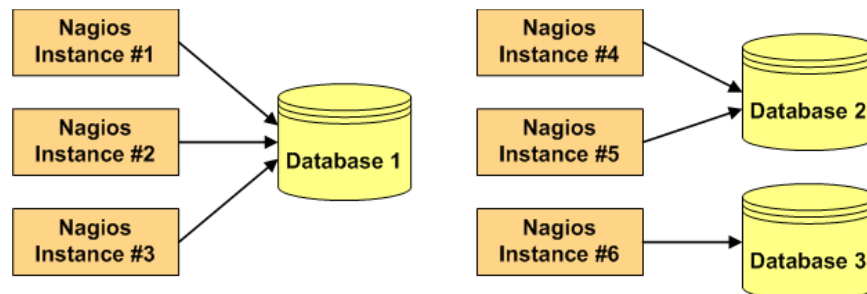 Nagios
Instance #1
Nagios
Instance #2
Nagios
Instance #3
Database 1
Nagios
Instance #4
Nagios
Instance #5
Database 2
Nagios
Instance #6
Database 3